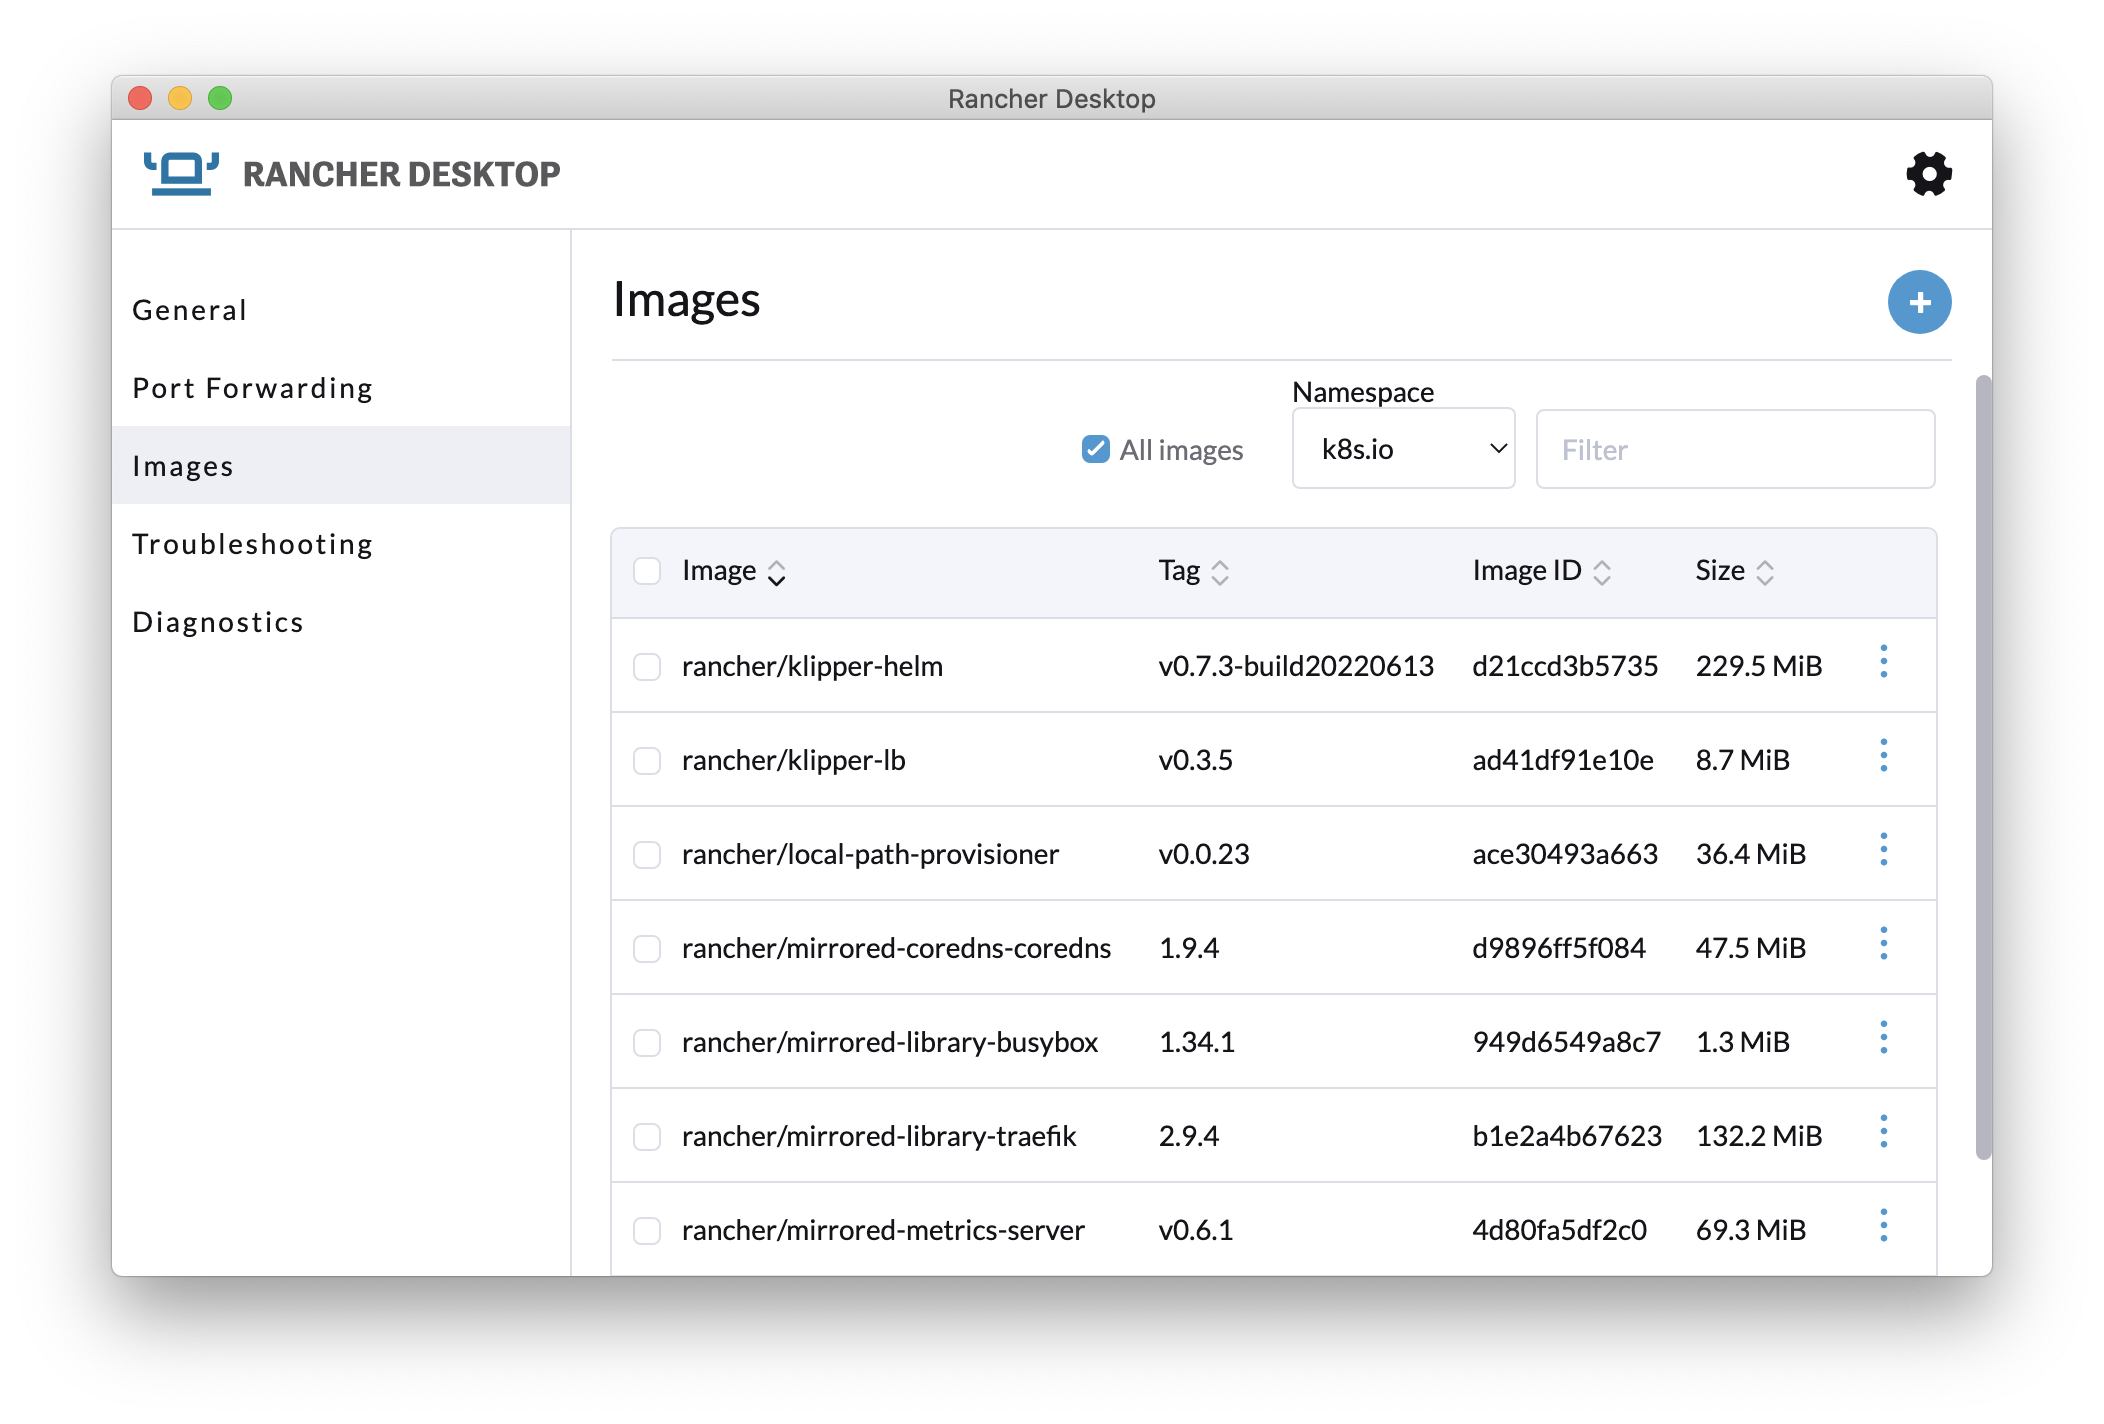 Rancher Desktop
RANCHER DESKTOP
General
Port Forwarding
Images
Troubleshooting
Diagnostics
Images
Namespace
All images k8s.io Filter
Image Tag Image ID Size
rancher/klipper-helm v0.7.3-build20220613 d21ccd3b5735 229.5 MiB
rancher/klipper-lb v0.3.5 ad41df91e10e 8.7 MiB
rancher/local-path-provisioner v0.0.23 ace30493a663 36.4 MiB
rancher/mirrored-coredns-coredns 1.9.4 d9896ff5f084 47.5 MiB
rancher/mirrored-library-busybox 1.34.1 949d6549a8c7 1.3 MiB
rancher/mirrored-library-traefik 2.9.4 b1e2a4b67623 132.2 MiB
rancher/mirrored-metrics-server v0.6.1 4d80fa5df2c0 69.3 MiB